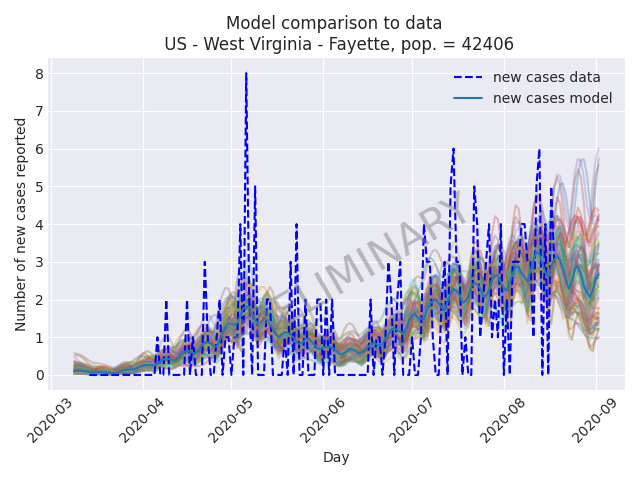 Model comparison to data
US - West Virginia - Fayette, pop. = 42406
new cases data
new cases model
Number of new cases reported
8
7
6
5
4
3
2
1
0
2020-03
2020-04
2020-05
2020-06
2020-07
2020-08
2020-09
Day